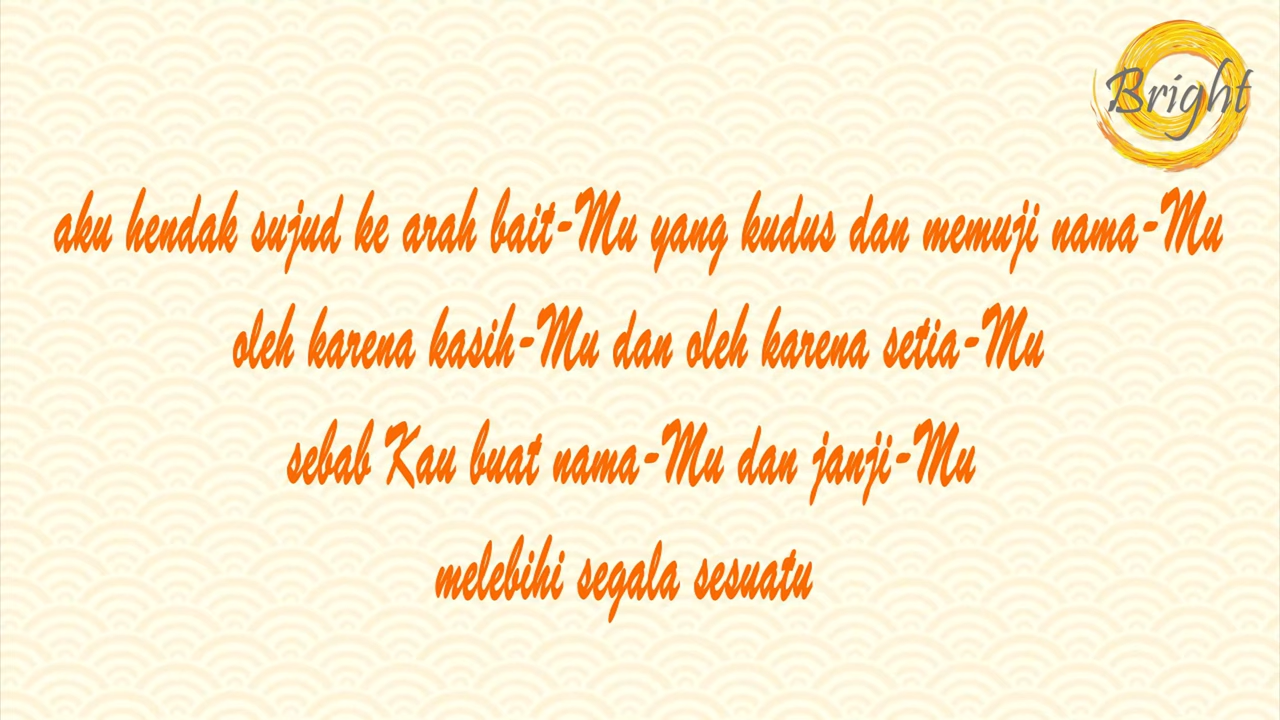 Bright
aku hendak sujud ke arah bait-Mu yang kudus dan memuji nama-Mu
oleh karena kasih-Mu dan oleh karena setia-Mu
sebab Kau buat nama-Mu dan janji-Mu
melebihi segala sesuatu